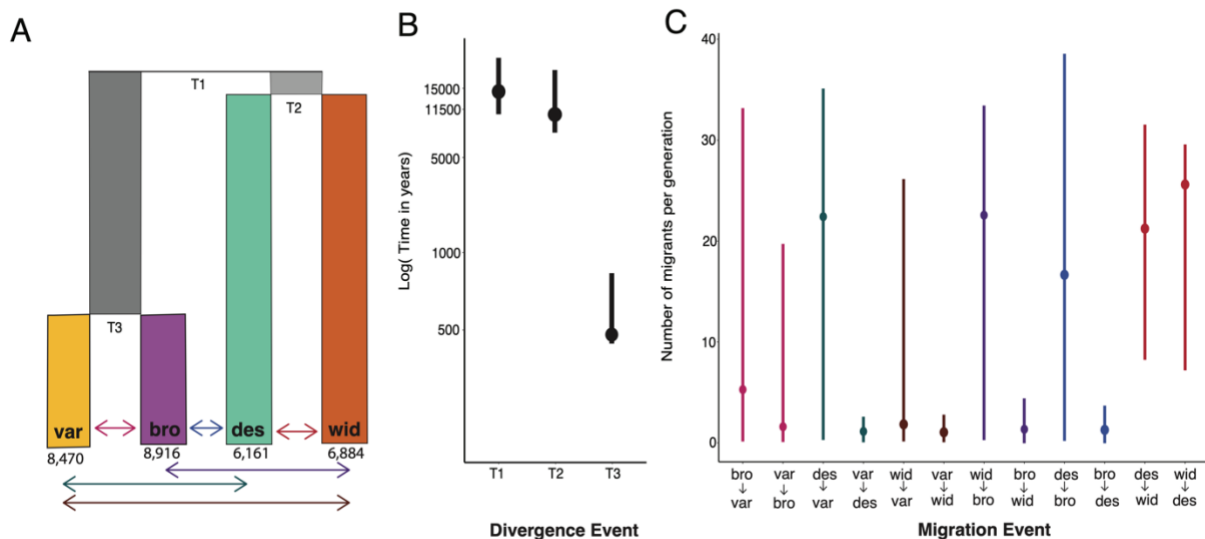 A
T1
T2
T3
var
bro
des
wid
8,470
8,916
6,161
6,884
B
Log( Time in years)
15000
11500
5000
1000
500
T1
T2
T3
Divergence Event
C
Number of migrants per generation
40
30
20
10
0
bro
↓
var
var
↓
bro
des
↓
var
var
↓
des
wid
↓
var
var
↓
wid
wid
↓
bro
bro
↓
wid
des
↓
bro
bro
↓
des
des
↓
wid
wid
↓
des
Migration Event